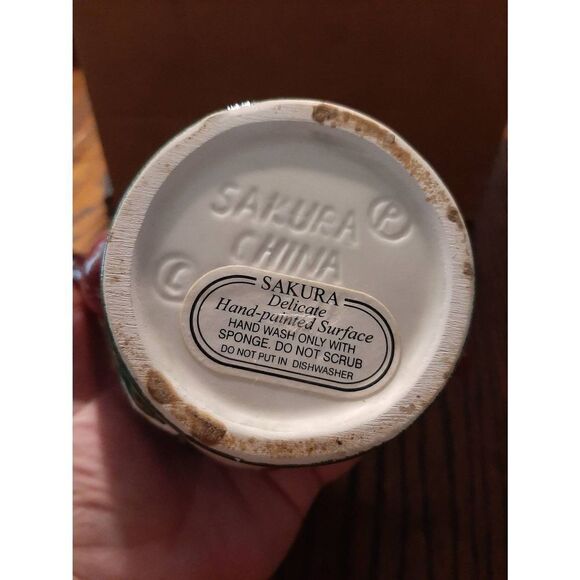 SAKURA ®
CHINA
©
SAKURA
Delicate
Hand-painted Surface
HAND WASH ONLY WITH
SPONGE. DO NOT SCRUB
DO NOT PUT IN DISHWASHER